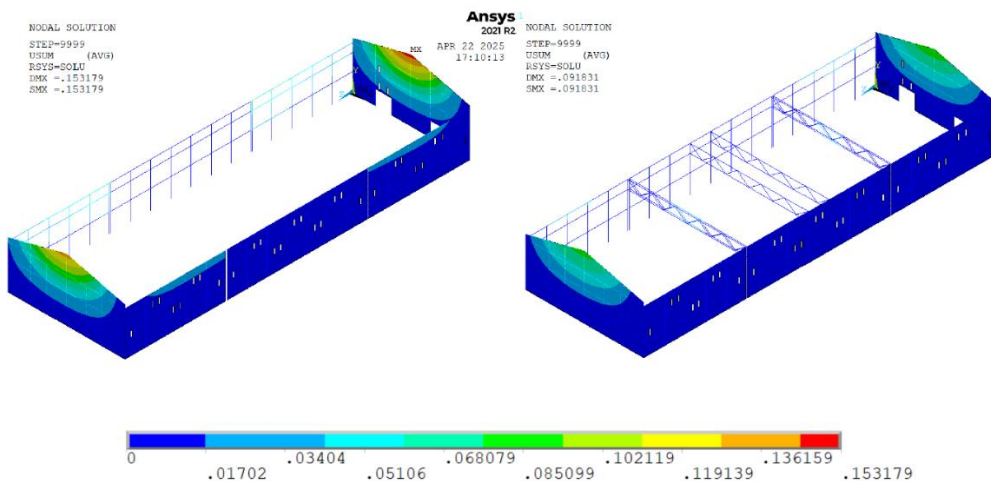 NODAL SOLUTION
STEP=9999
USUM (AVG)
RSYS=SOLU
DMX =.153179
SMX =.153179
Ansys
2021 R2
APR 22 2025
17:10:13
MX
Y
Z
NODAL SOLUTION
STEP=9999
USUM (AVG)
RSYS=SOLU
DMX =.091831
SMX =.091831
0 .03404 .068079 .102119 .136159
.01702 .05106 .085099 .119139 .153179